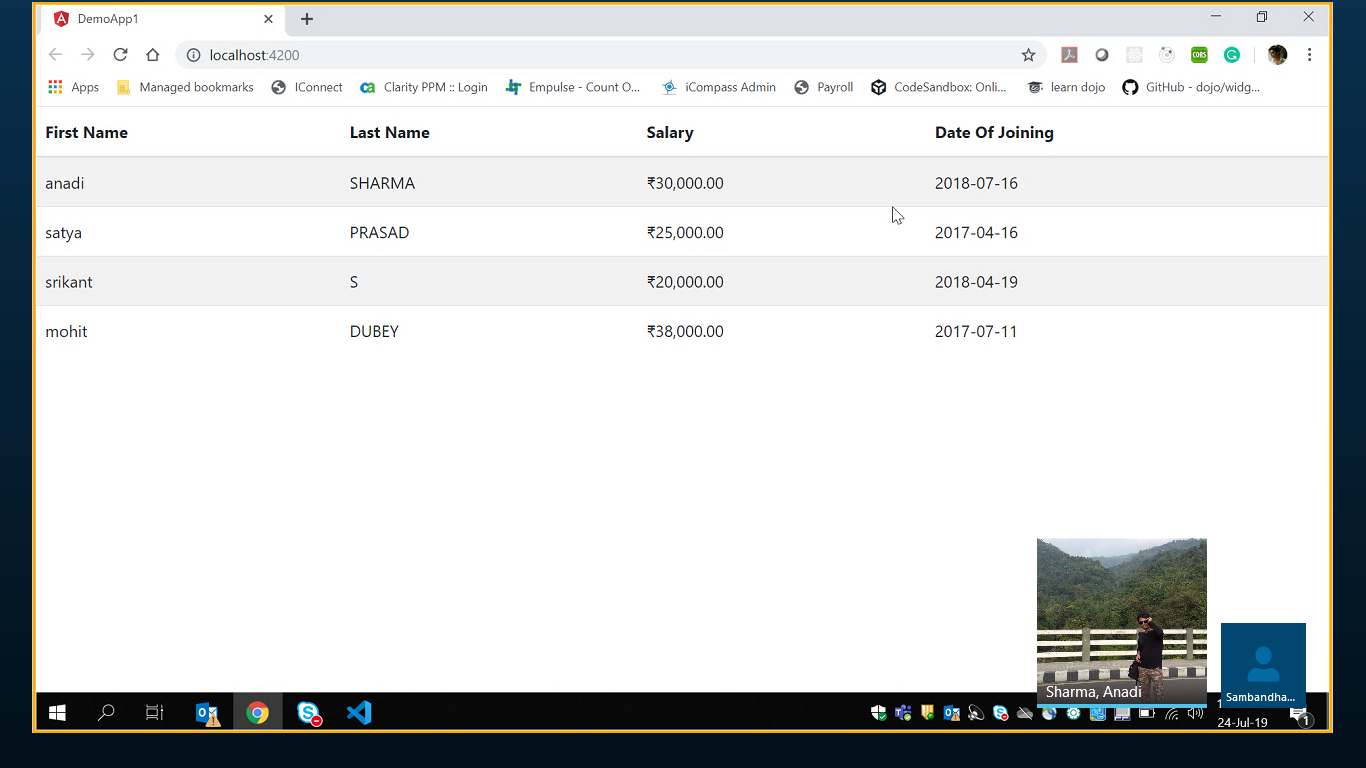 DemoApp1
localhost:4200
Apps Managed bookmarks IConnect Clarity PPM :: Login Empulse - Count O... iCompass Admin Payroll CodeSandbox: Onli... learn dojo GitHub - dojo/widg...
First Name Last Name Salary Date Of Joining
anadi SHARMA ₹30,000.00 2018-07-16
satya PRASAD ₹25,000.00 2017-04-16
srikant S ₹20,000.00 2018-04-19
mohit DUBEY ₹38,000.00 2017-07-11
Sharma, Anadi
Sambandha...
24-Jul-19
1